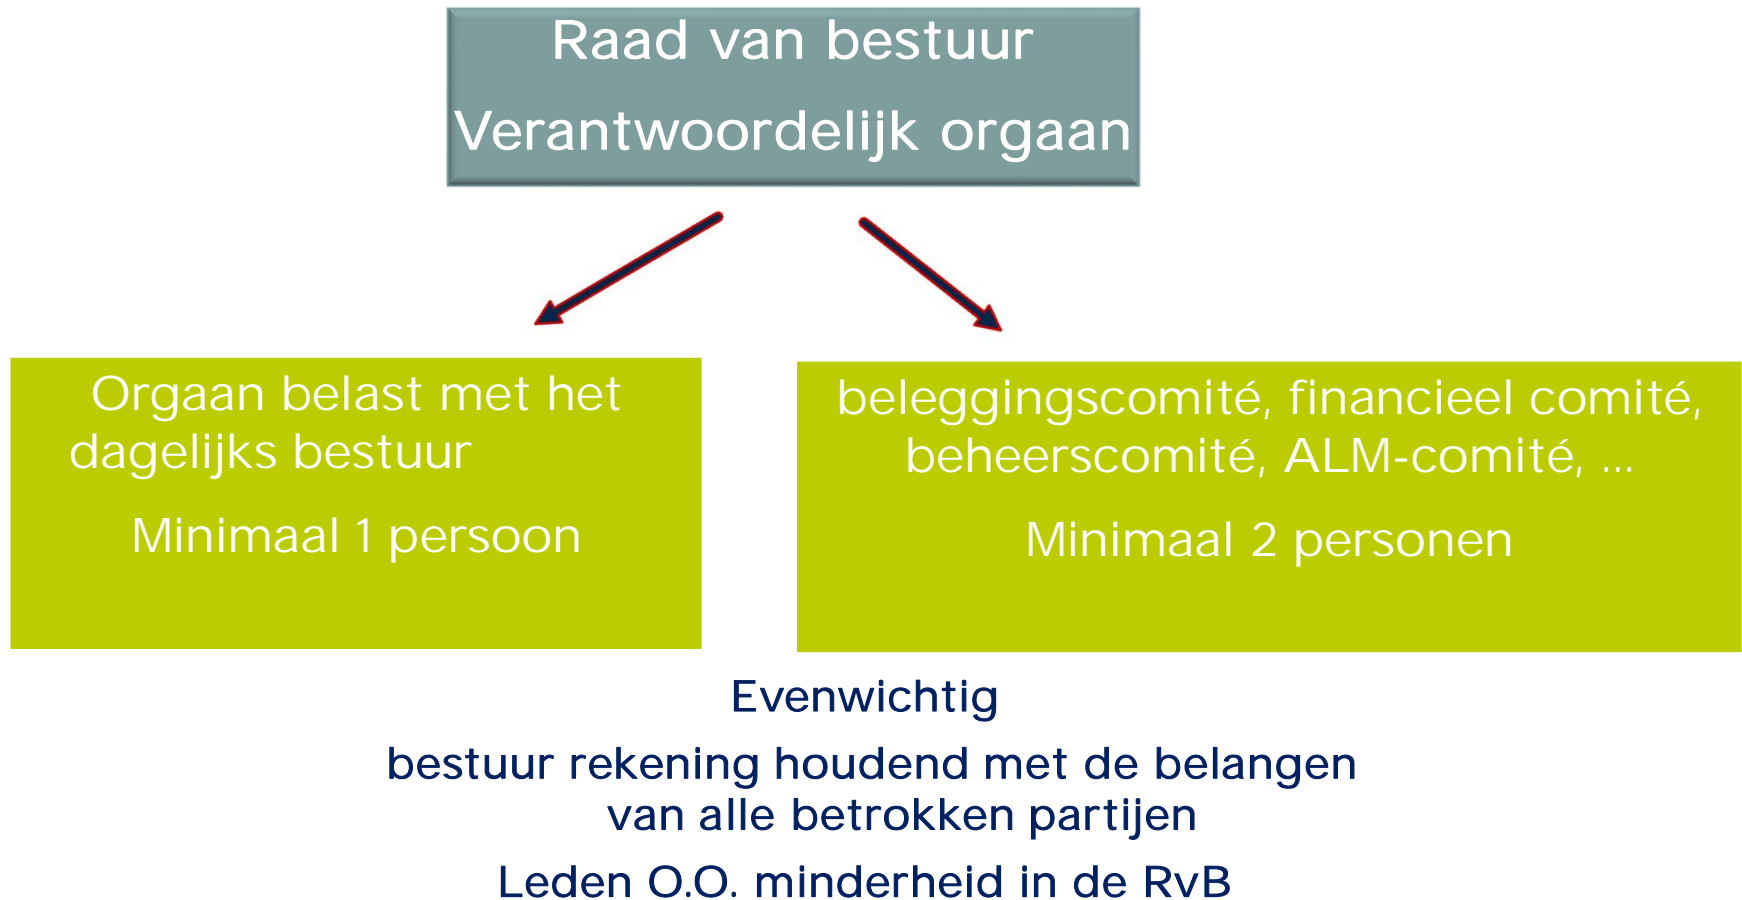 Raad van bestuur
Verantwoordelijk orgaan
Orgaan belast met het
dagelijks bestuur
Minimaal 1 persoon
beleggingscomité, financieel comité,
beheerscomité, ALM-comité, ...
Minimaal 2 personen
Evenwichtig
bestuur rekening houdend met de belangen
van alle betrokken partijen
Leden O.O. minderheid in de RvB